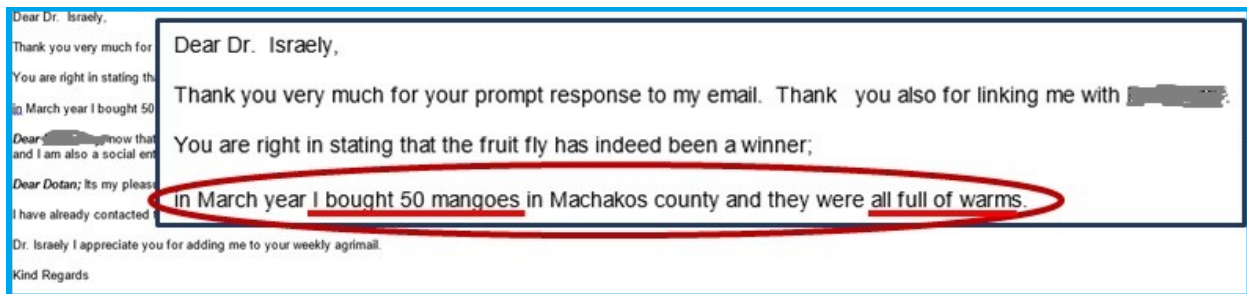 Dear Dr. Israely,
Thank you very much for
You are right in stating th
in March year I bought 50
Dear now that
and I am also a social ent
Dear Dotan; Its my pleas
I have already contacted
Dr. Israely I appreciate you for adding me to your weekly agrimail.
Kind Regards
Dear Dr. Israely,
Thank you very much for your prompt response to my email. Thank you also for linking me with
You are right in stating that the fruit fly has indeed been a winner;
in March year I bought 50 mangoes in Machakos county and they were all full of warms.